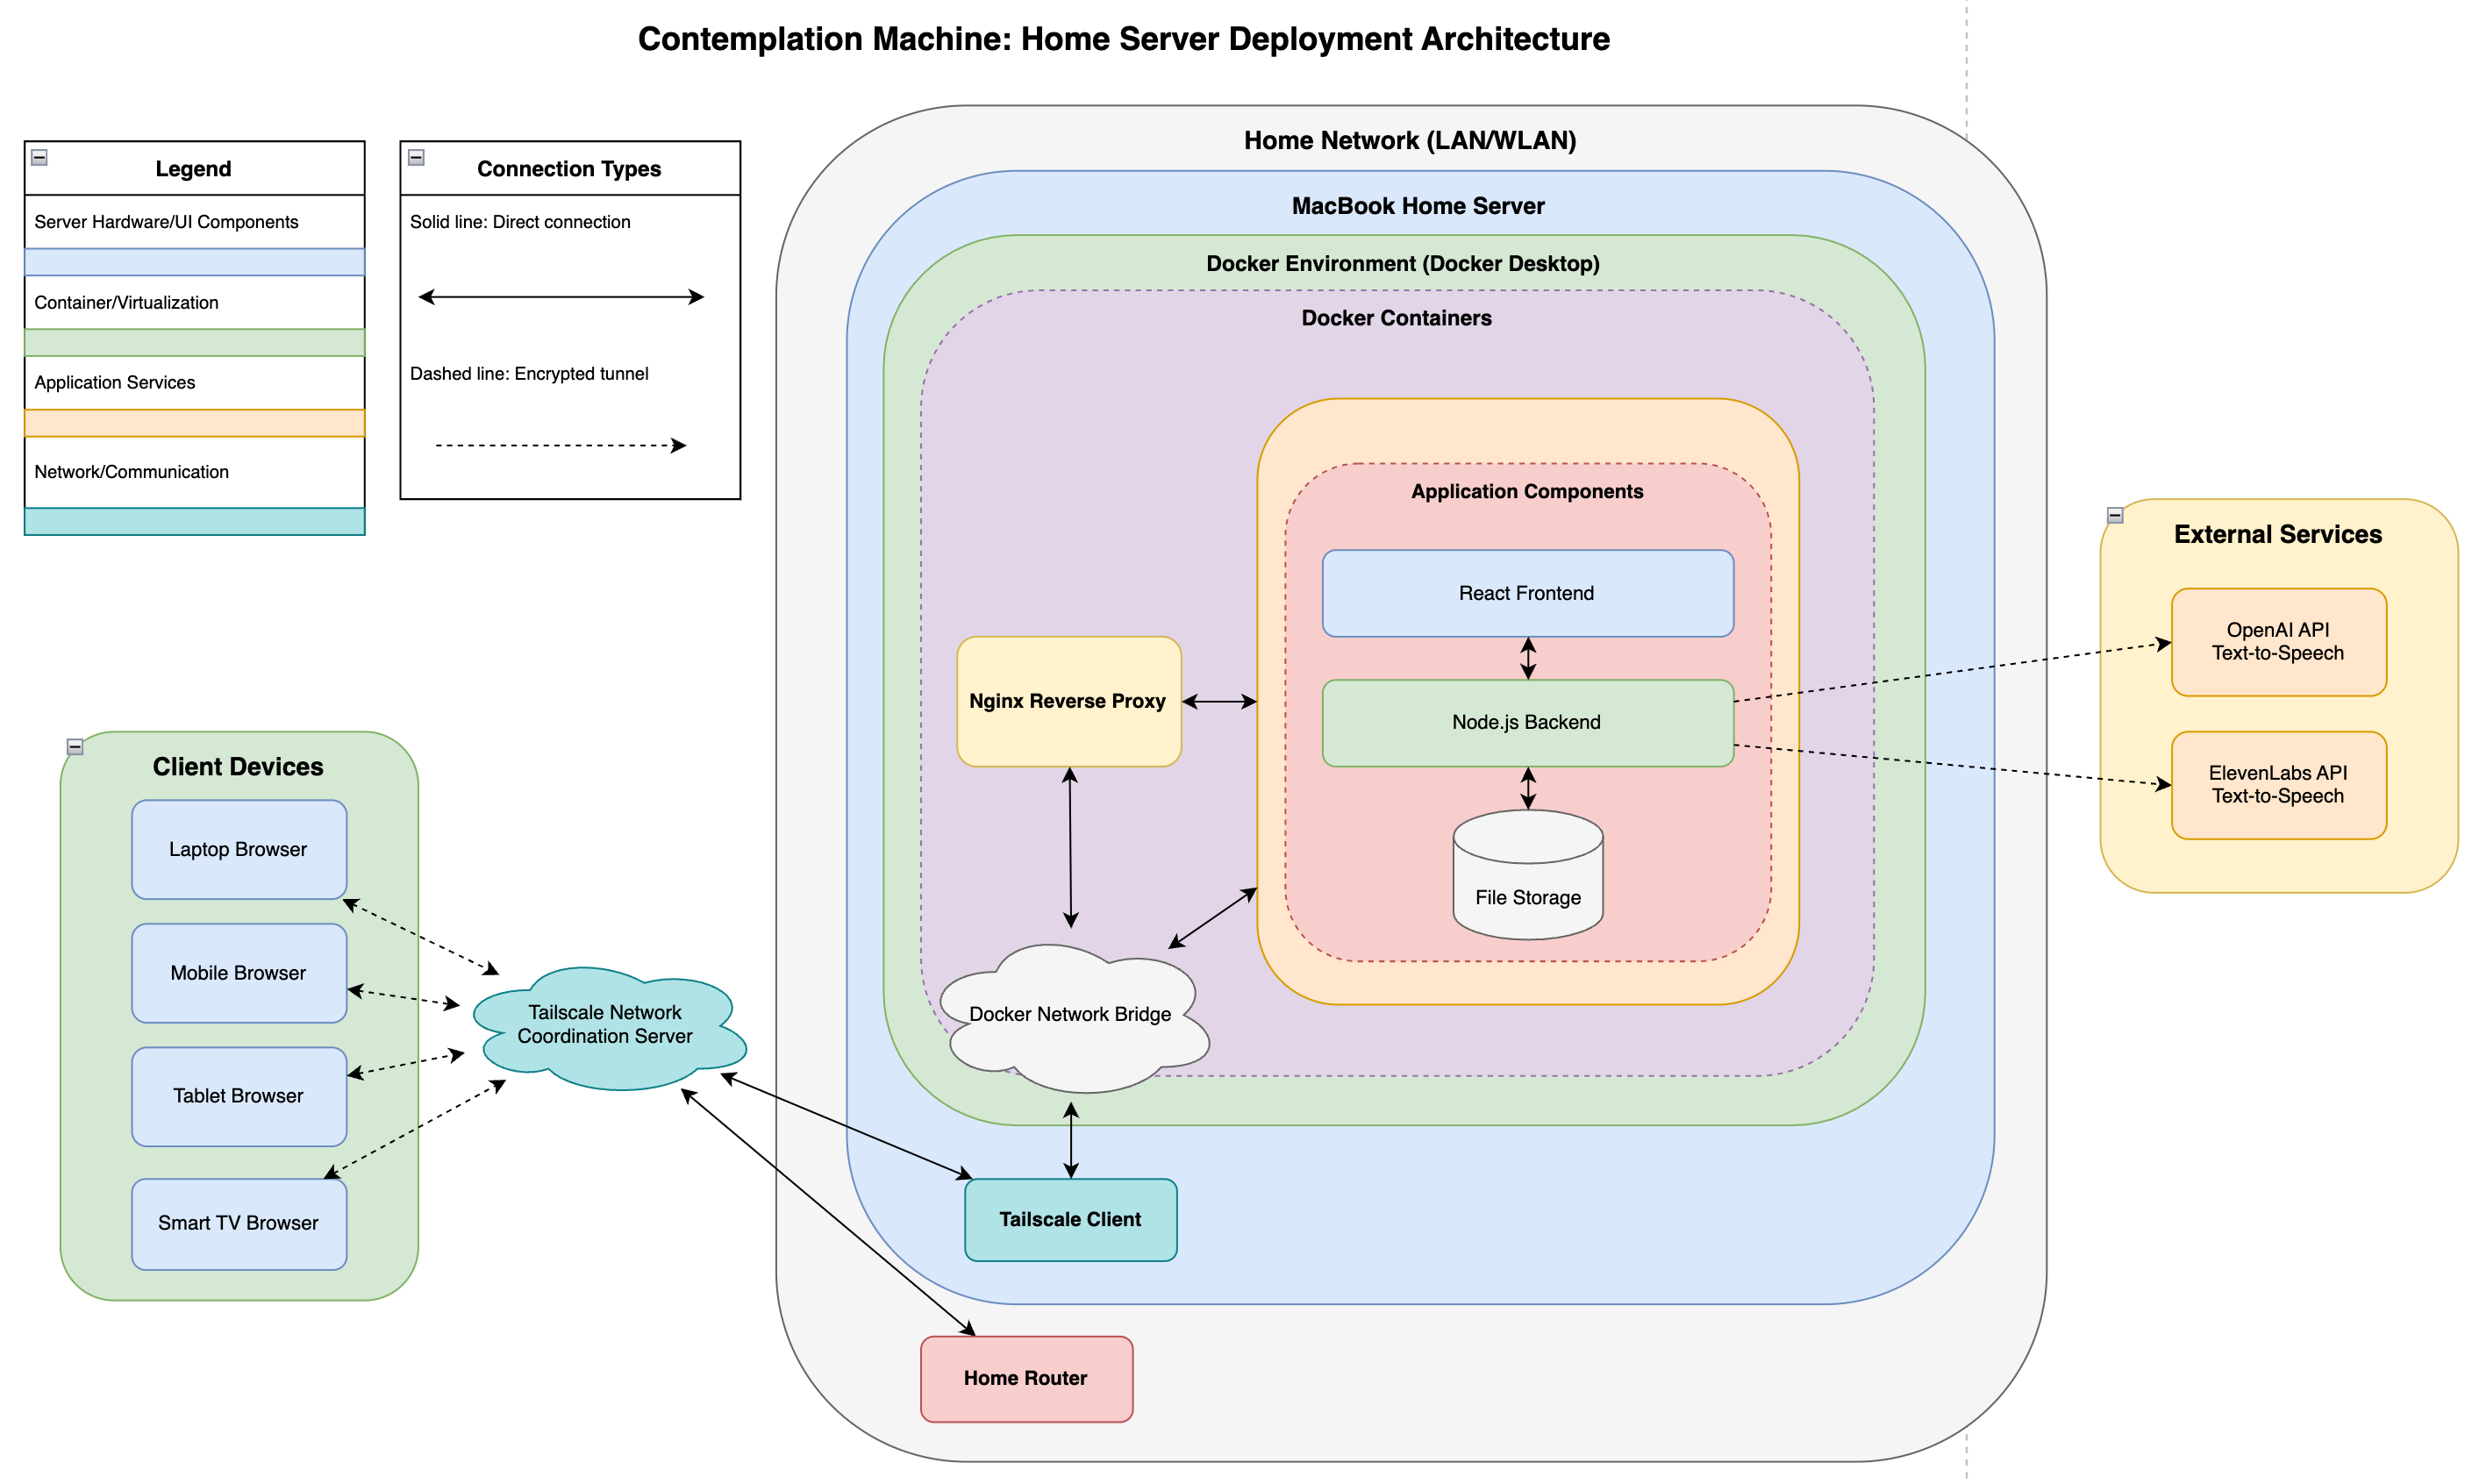 Contemplation Machine: Home Server Deployment Architecture
Legend
Server Hardware/UI Components
Container/Virtualization
Application Services
Network/Communication
Connection Types
Solid line: Direct connection
Dashed line: Encrypted tunnel
Home Network (LAN/WLAN)
MacBook Home Server
Docker Environment (Docker Desktop)
Docker Containers
Application Components
React Frontend
Node.js Backend
File Storage
Nginx Reverse Proxy
Docker Network Bridge
Tailscale Client
Home Router
External Services
OpenAI API
Text-to-Speech
ElevenLabs API
Text-to-Speech
Client Devices
Laptop Browser
Mobile Browser
Tablet Browser
Smart TV Browser
Tailscale Network
Coordination Server